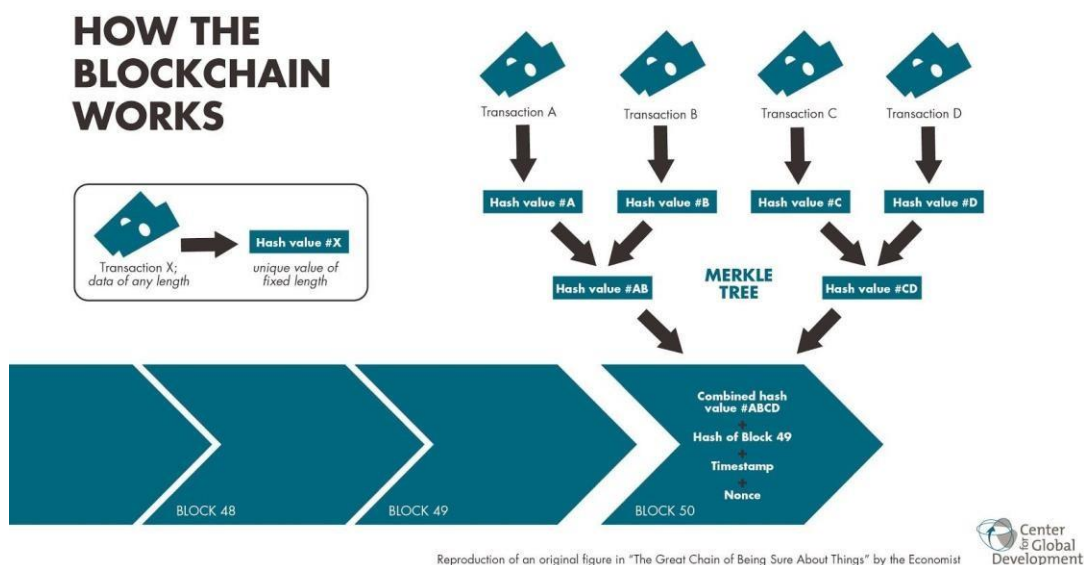 HOW THE
BLOCKCHAIN
WORKS
Transaction A
Transaction B
Transaction C
Transaction D
Hash value #A
Hash value #B
Hash value #C
Hash value #D
Transaction X;
data of any length
Hash value #X
unique value of
fixed length
Hash value #AB
MERKLE
TREE
Hash value #CD
Combined hash
value #ABCD
+
Hash of Block 49
+
Timestamp
+
Nonce
BLOCK 48
BLOCK 49
BLOCK 50
Reproduction of an original figure in "The Great Chain of Being Sure About Things" by the Economist
Center
for Global
Development